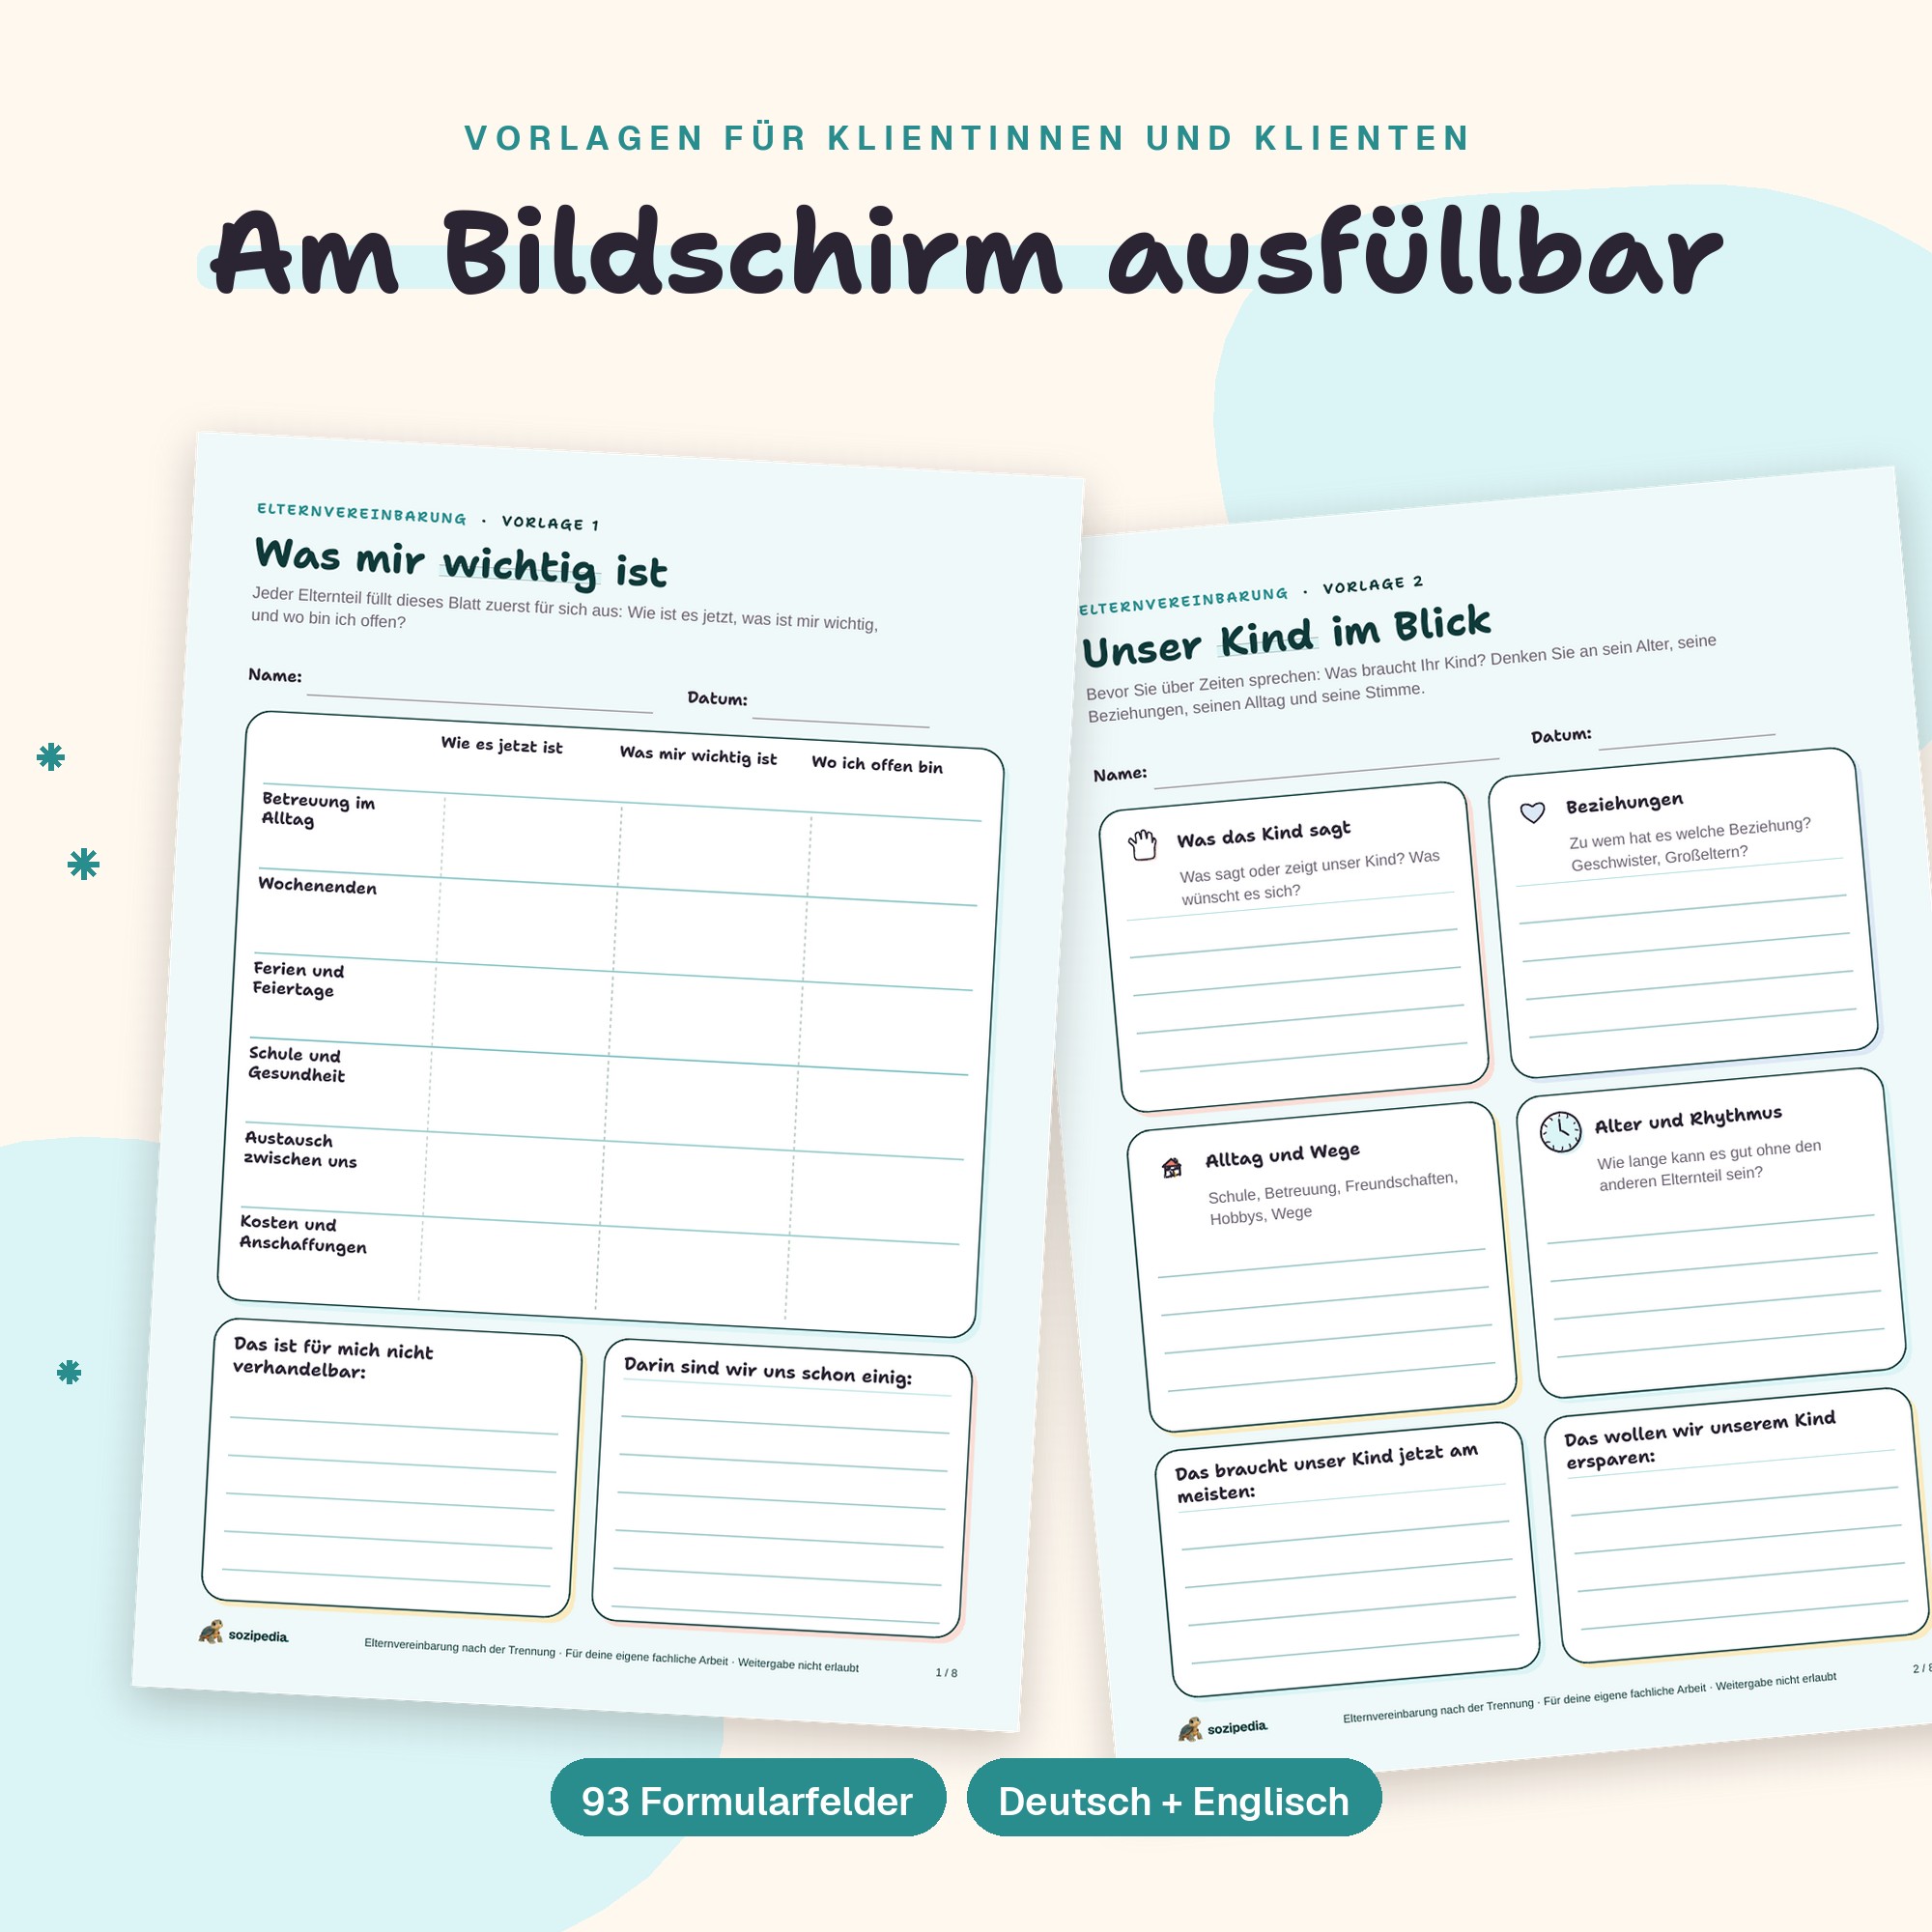 VORLAGEN FÜR KLIENTINNEN UND KLIENTEN
Am Bildschirm ausfüllbar
ELTERNVEREINBARUNG · VORLAGE 1
Was mir wichtig ist
Jeder Elternteil füllt dieses Blatt zuerst für sich aus: Wie ist es jetzt, was ist mir wichtig,
und wo bin ich offen?
Name:
Datum:
Wie es jetzt ist
Was mir wichtig ist
Wo ich offen bin
Betreuung im
Alltag
Wochenenden
Ferien und
Feiertage
Schule und
Gesundheit
Austausch
zwischen uns
Kosten und
Anschaffungen
Das ist für mich nicht
verhandelbar:
Darin sind wir uns schon einig:
sozipedia.
Elternvereinbarung nach der Trennung · Für deine eigene fachliche Arbeit · Weitergabe nicht erlaubt
1 / 8
ELTERNVEREINBARUNG · VORLAGE 2
Unser Kind im Blick
Bevor Sie über Zeiten sprechen: Was braucht Ihr Kind? Denken Sie an sein Alter, seine
Beziehungen, seinen Alltag und seine Stimme.
Name:
Datum:
Was das Kind sagt
Was sagt oder zeigt unser Kind? Was
wünscht es sich?
Beziehungen
Zu wem hat es welche Beziehung?
Geschwister, Großeltern?
Alltag und Wege
Schule, Betreuung, Freundschaften,
Hobbys, Wege
Alter und Rhythmus
Wie lange kann es gut ohne den
anderen Elternteil sein?
Das braucht unser Kind jetzt am
meisten:
Das wollen wir unserem Kind
ersparen:
sozipedia.
Elternvereinbarung nach der Trennung · Für deine eigene fachliche Arbeit · Weitergabe nicht erlaubt
2 / 8
93 Formularfelder
Deutsch + Englisch